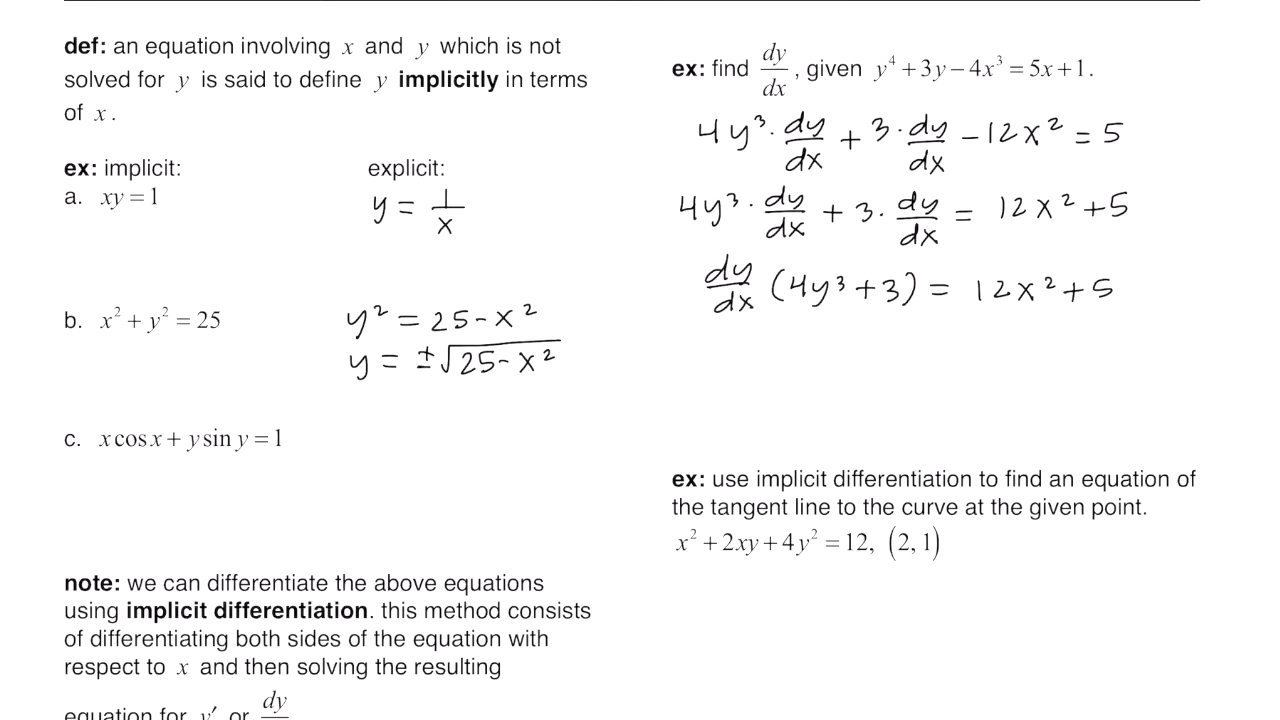 def: an equation involving x and y which is not
solved for y is said to define y implicitly in terms
of x.
ex: implicit: explicit:
a. xy = 1 y = 1/x
b. x² + y² = 25 y² = 25 - x²
y = ±√(25 - x²)
c. x cos x + y sin y = 1
note: we can differentiate the above equations
using implicit differentiation. this method consists
of differentiating both sides of the equation with
respect to x and then solving the resulting
equation for y′ or dy
ex: find dy/dx, given y⁴ + 3y − 4x³ = 5x + 1.
4y³ · dy/dx + 3 · dy/dx − 12x² = 5
4y³ · dy/dx + 3 · dy/dx = 12x² + 5
dy/dx (4y³ + 3) = 12x² + 5
ex: use implicit differentiation to find an equation of
the tangent line to the curve at the given point.
x² + 2xy + 4y² = 12, (2, 1)